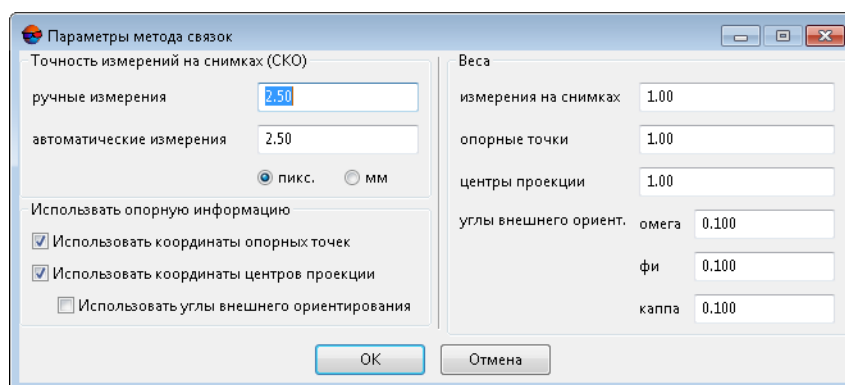 Параметры метода связок
Точность измерений на снимках (СКО)
ручные измерения 2.50
автоматические измерения 2.50
пикс. мм
Использвать опорную информацию
Использовать координаты опорных точек
Использовать координаты центров проекции
Использовать углы внешнего ориентирования
Веса
измерения на снимках 1.00
опорные точки 1.00
центры проекции 1.00
углы внешнего ориент. омега 0.100
фи 0.100
каппа 0.100
OK Отмена